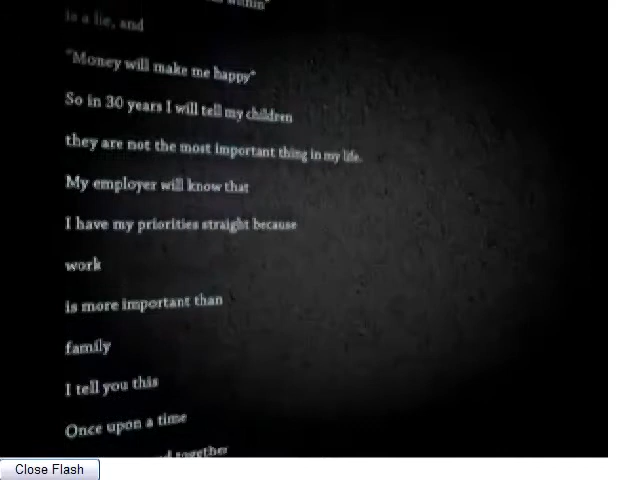 within"
is a lie, and
"Money will make me happy"
So in 30 years I will tell my children
they are not the most important thing in my life.
My employer will know that
I have my priorities straight because
work
is more important than
family
I tell you this
Once upon a time
together
Close Flash